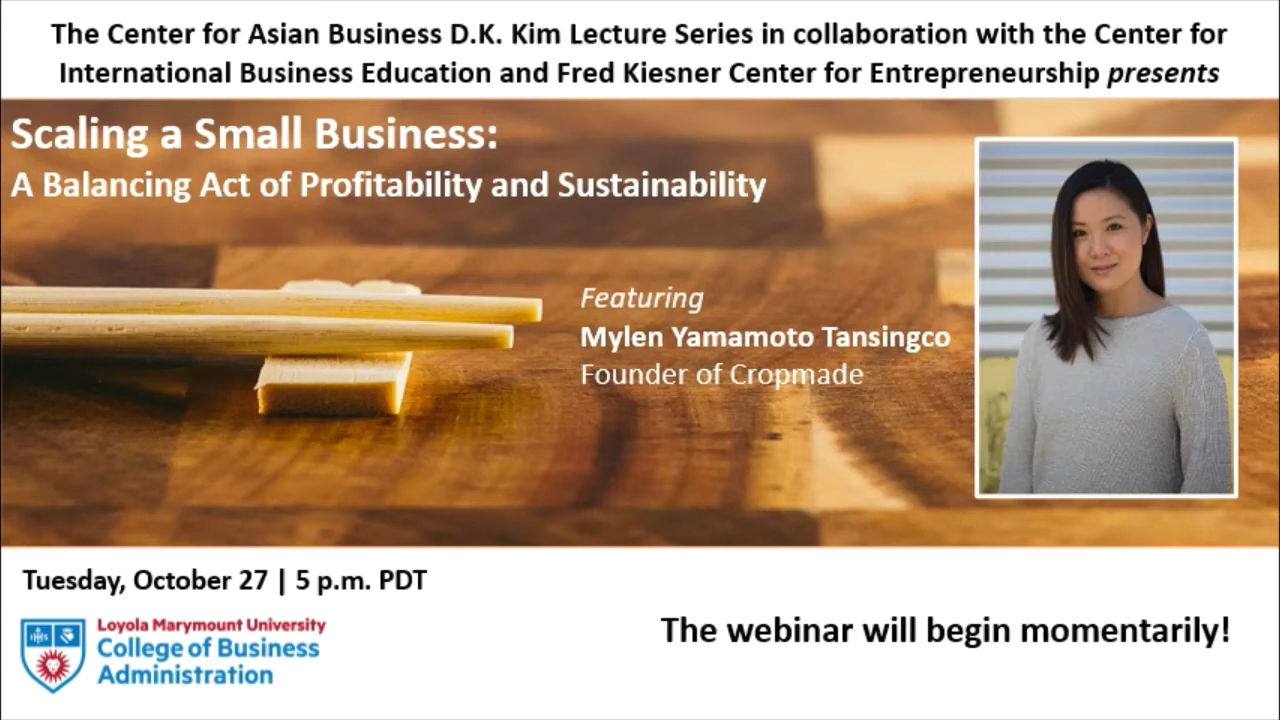 The Center for Asian Business D.K. Kim Lecture Series in collaboration with the Center for
International Business Education and Fred Kiesner Center for Entrepreneurship presents
Scaling a Small Business:
A Balancing Act of Profitability and Sustainability
Featuring
Mylen Yamamoto Tansingco
Founder of Cropmade
Tuesday, October 27 | 5 p.m. PDT
Loyola Marymount University
College of Business
Administration
The webinar will begin momentarily!